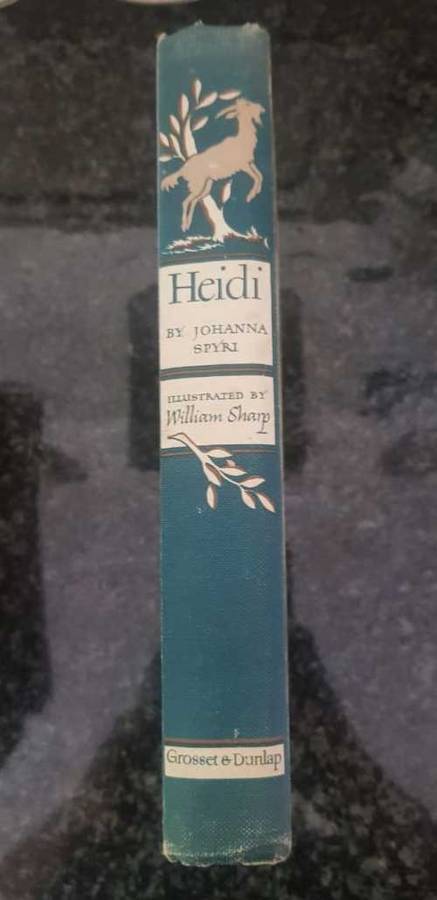 Heidi
BY JOHANNA
SPYRI
ILLUSTRATED BY
William Sharp
Grosset & Dunlap